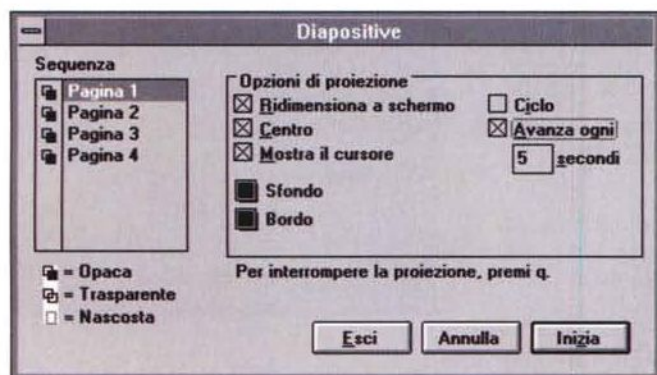 Diapositive
Sequenza
Pagina 1
Pagina 2
Pagina 3
Pagina 4
= Opaca
= Trasparente
= Nascosta
Opzioni di proiezione
Ridimensiona a schermo
Centro
Mostra il cursore
Sfondo
Bordo
Ciclo
Avanza ogni
5 secondi
Per interrompere la proiezione, premi q.
Esci Annulla Inizia